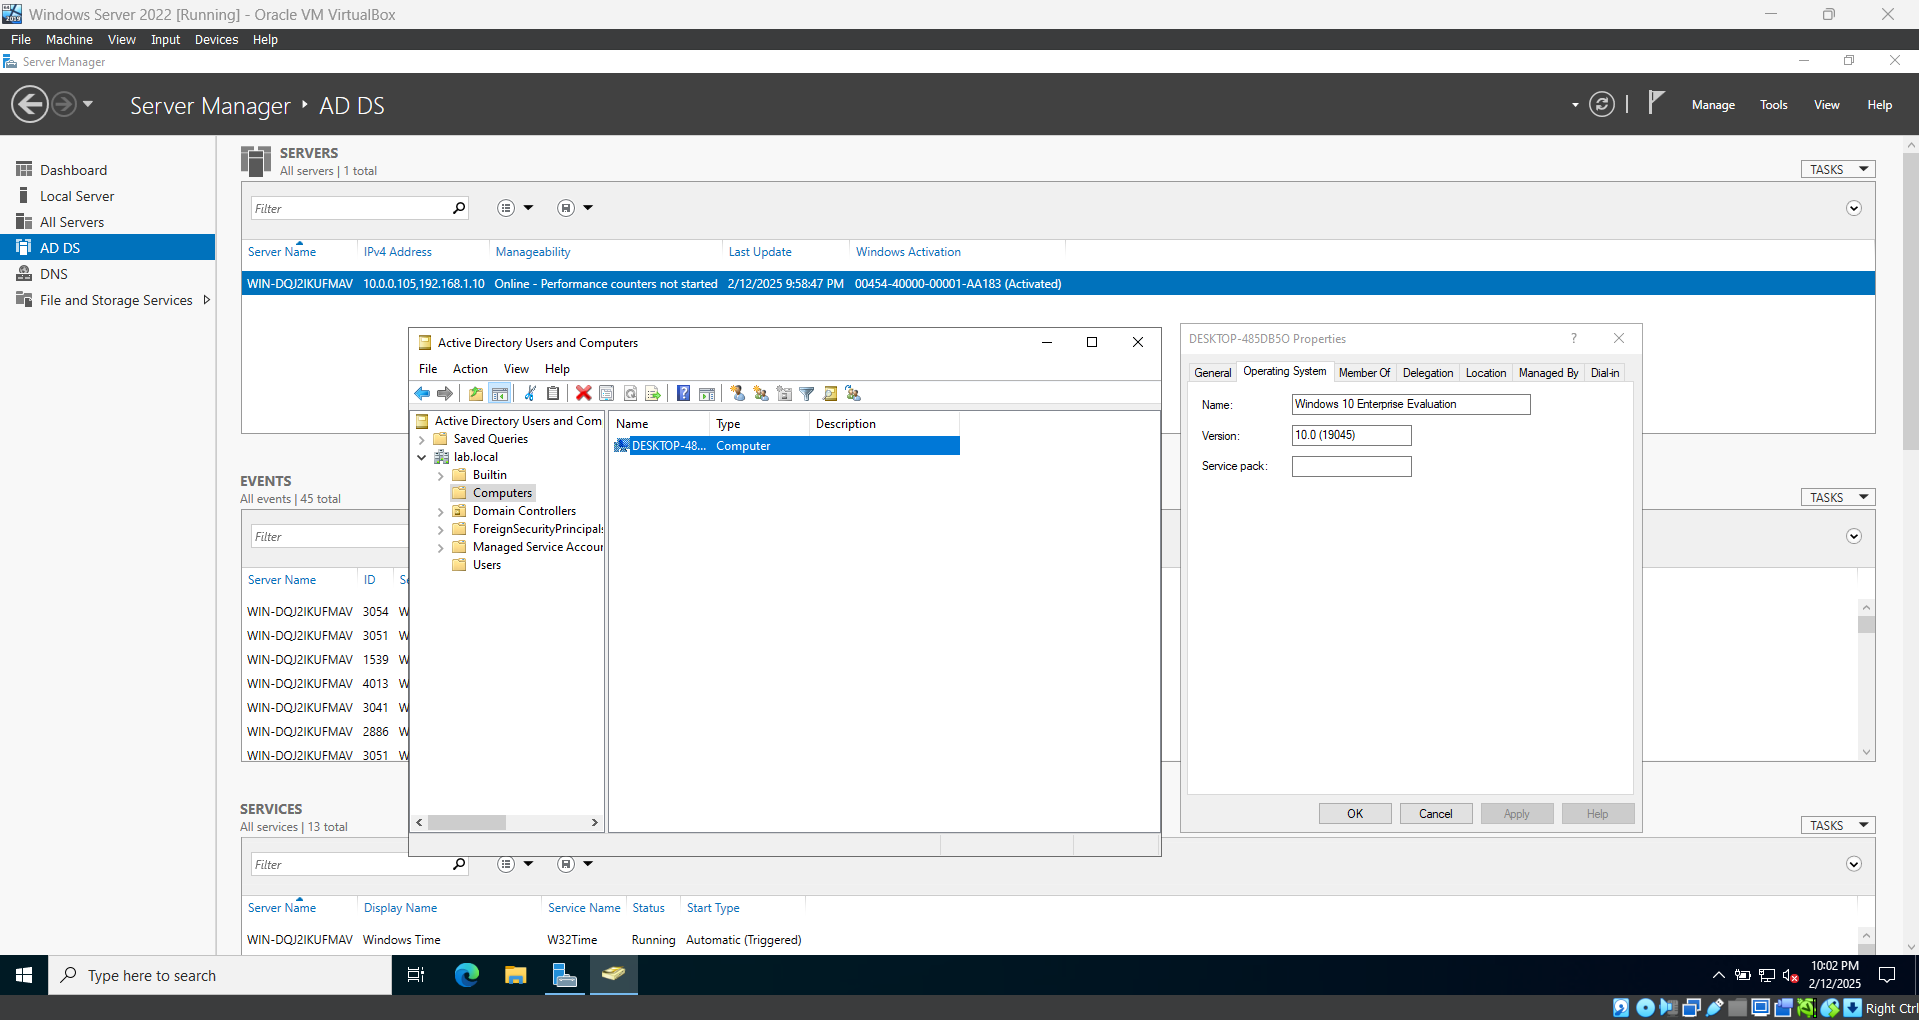 Windows Server 2022 [Running] - Oracle VM VirtualBox
File Machine View Input Devices Help
Server Manager
Server Manager ‣ AD DS
Manage Tools View Help
Dashboard
Local Server
All Servers
AD DS
DNS
File and Storage Services
SERVERS
All servers | 1 total
TASKS
Filter
Server Name IPv4 Address Manageability Last Update Windows Activation
WIN-DQJ2IKUFMAV 10.0.0.105,192.168.1.10 Online - Performance counters not started 2/12/2025 9:58:47 PM 00454-40000-00001-AA183 (Activated)
EVENTS
All events | 45 total
TASKS
Filter
Server Name ID Se
WIN-DQJ2IKUFMAV 3054 W
WIN-DQJ2IKUFMAV 3051 W
WIN-DQJ2IKUFMAV 1539 W
WIN-DQJ2IKUFMAV 4013 W
WIN-DQJ2IKUFMAV 3041 W
WIN-DQJ2IKUFMAV 2886 W
WIN-DQJ2IKUFMAV 3051 W
Active Directory Users and Computers
File Action View Help
Active Directory Users and Com
Saved Queries
lab.local
Builtin
Computers
Domain Controllers
ForeignSecurityPrincipals
Managed Service Accour
Users
Name Type Description
DESKTOP-48... Computer
DESKTOP-485DB5O Properties
General Operating System Member Of Delegation Location Managed By Dial-in
Name: Windows 10 Enterprise Evaluation
Version: 10.0 (19045)
Service pack:
OK Cancel Apply Help
SERVICES
All services | 13 total
TASKS
Filter
Server Name Display Name Service Name Status Start Type
WIN-DQJ2IKUFMAV Windows Time W32Time Running Automatic (Triggered)
Type here to search
10:02 PM
2/12/2025
Right Ctrl